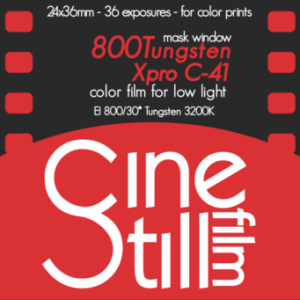 24x36mm - 36 exposures - for color prints
mask window
800Tungsten
Xpro C-41
color film for low light
EI 800/30° Tungsten 3200K
Cine
Still
film